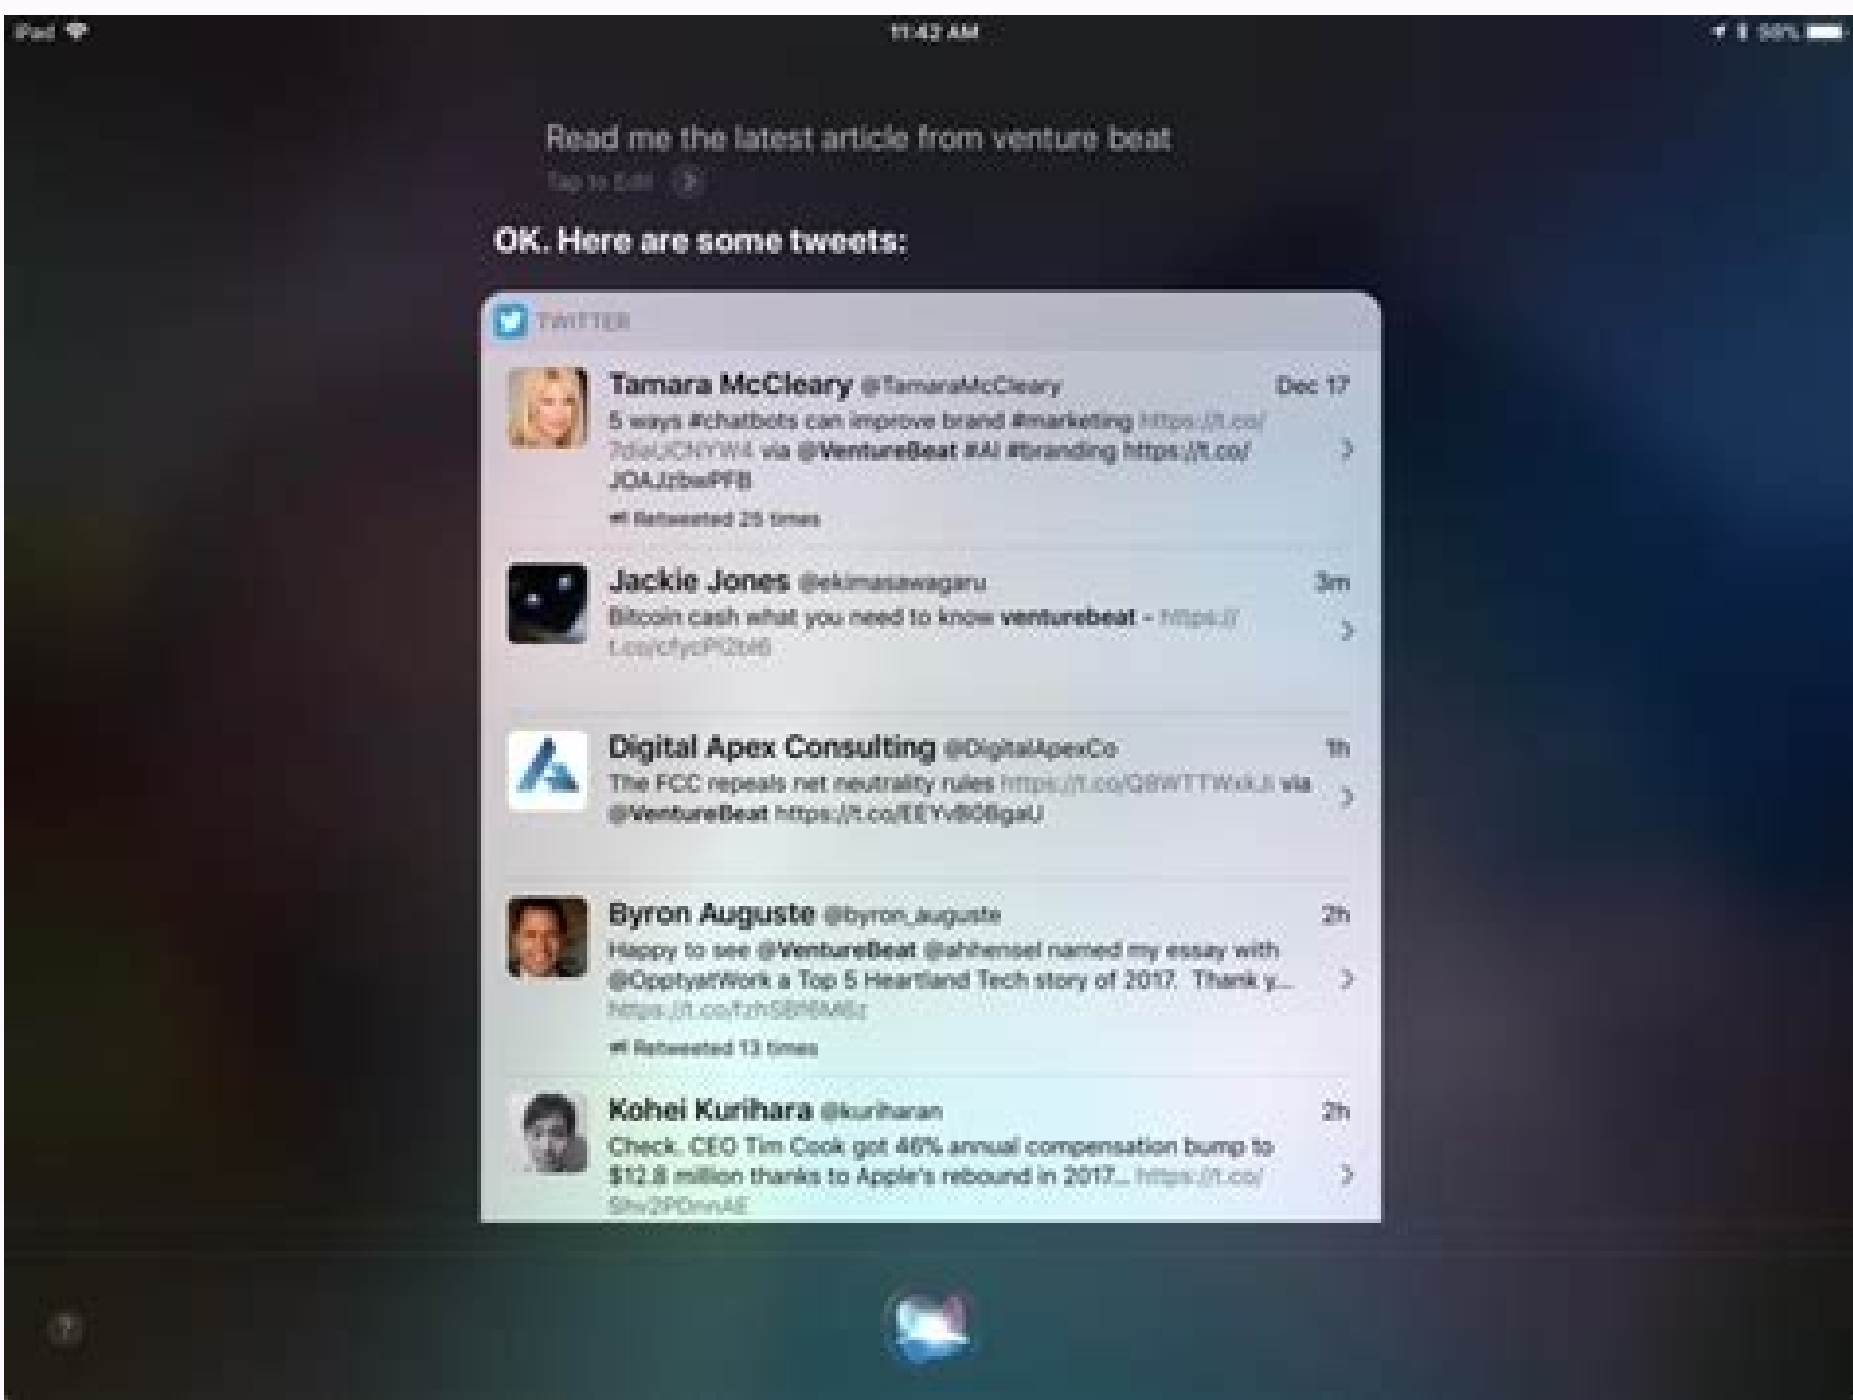 iPad
11:42 AM
Read me the latest article from venture beat
Tap to Edit
OK. Here are some tweets:
TWITTER
Tamara McCleary @TamaraMcCleary Dec 17
5 ways #chatbots can improve brand #marketing https://t.co/
via @VentureBeat #AI #branding https://t.co/
Retweeted 25 times
Jackie Jones @ekimasawagaru 3m
Bitcoin cash what you need to know venturebeat - https://
Digital Apex Consulting @DigitalApexCo 1h
The FCC repeals net neutrality rules via
@VentureBeat
Byron Auguste @byron_auguste 2h
Happy to see @VentureBeat @ahhensel named my essay with
@OpptyatWork a Top 5 Heartland Tech story of 2017. Thank y...
Retweeted 13 times
Kohei Kurihara @kuriharan 2h
Check. CEO Tim Cook got 46% annual compensation bump to
$12.8 million thanks to Apple's rebound in 2017... https://t.co/
?